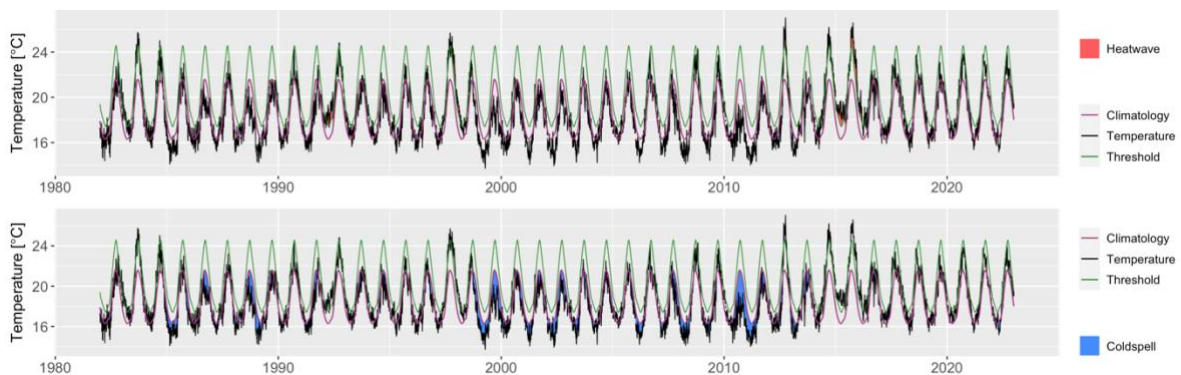 Temperature [°C]
24
20
16
1980
1990
2000
2010
2020
Heatwave
Climatology
Temperature
Threshold
Temperature [°C]
24
20
16
1980
1990
2000
2010
2020
Climatology
Temperature
Threshold
Coldspell